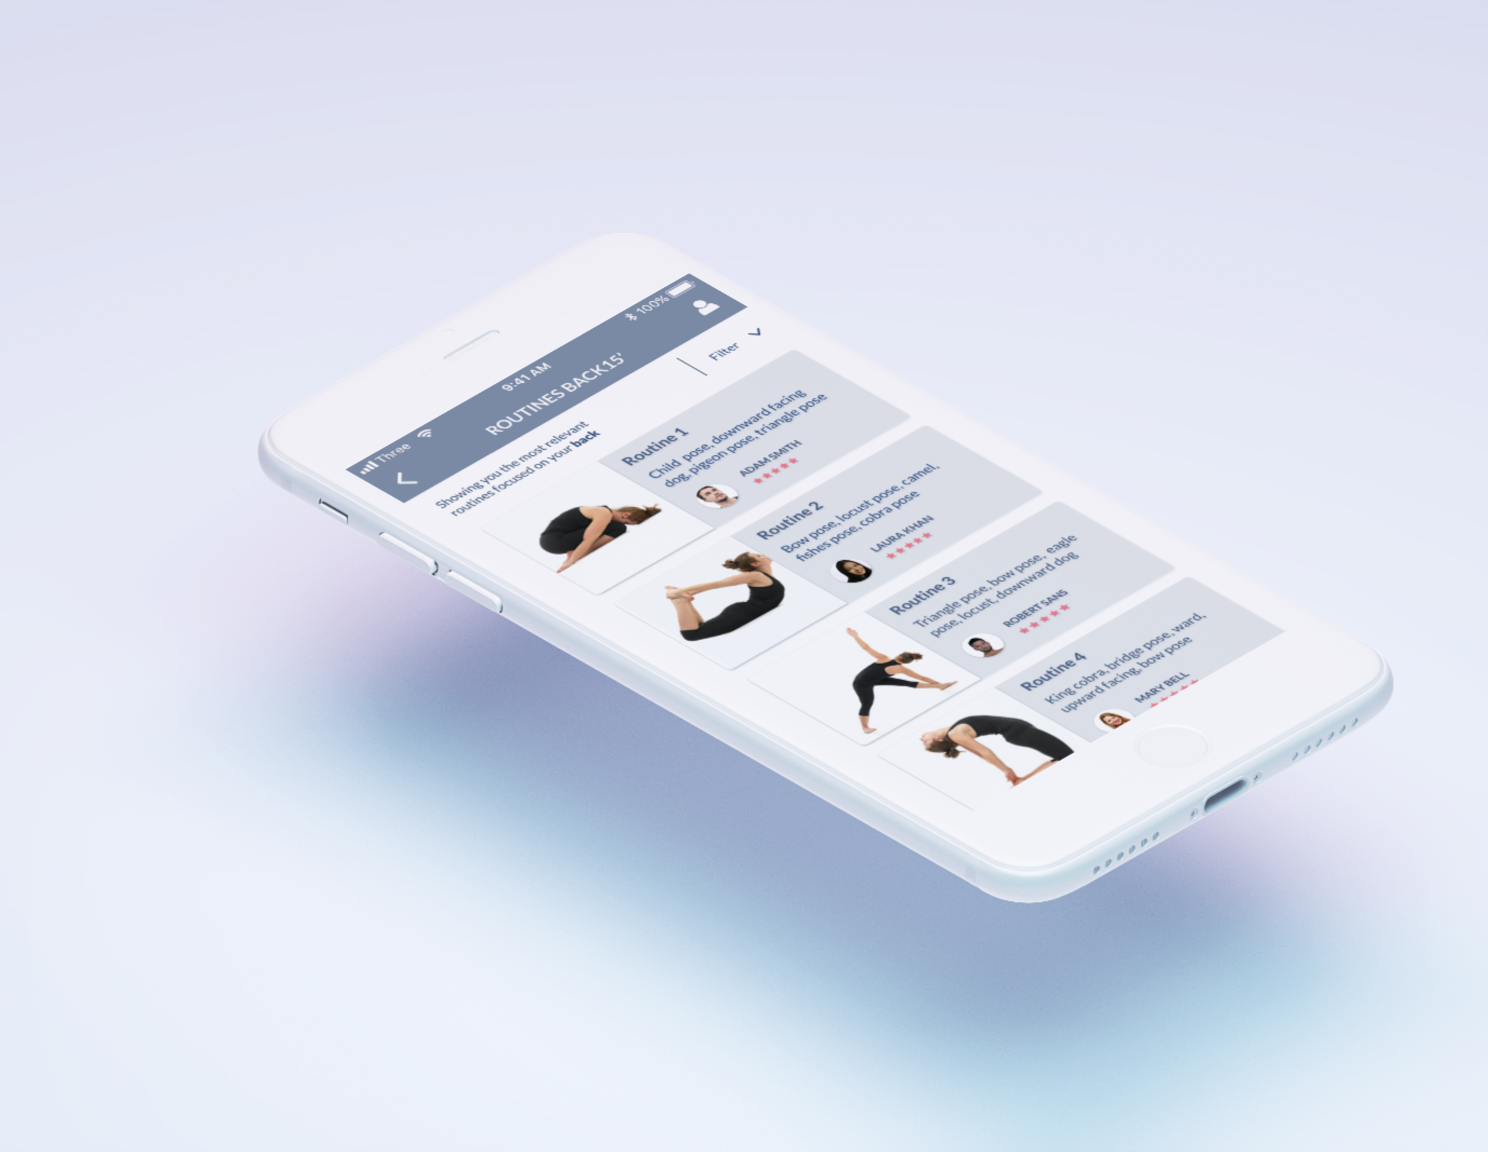 Three
9:41 AM
100%
ROUTINES BACK15'
Showing you the most relevant
routines focused on your back
Filter
Routine 1
Child pose, downward facing
dog, pigeon pose, triangle pose
ADAM SMITH
Routine 2
Bow pose, locust pose, camel,
fishes pose, cobra pose
LAURA KHAN
Routine 3
Triangle pose, bow pose, eagle
pose, locust, downward dog
ROBERT SANS
Routine 4
King cobra, bridge pose, ward,
upward facing, bow pose
MARY BELL